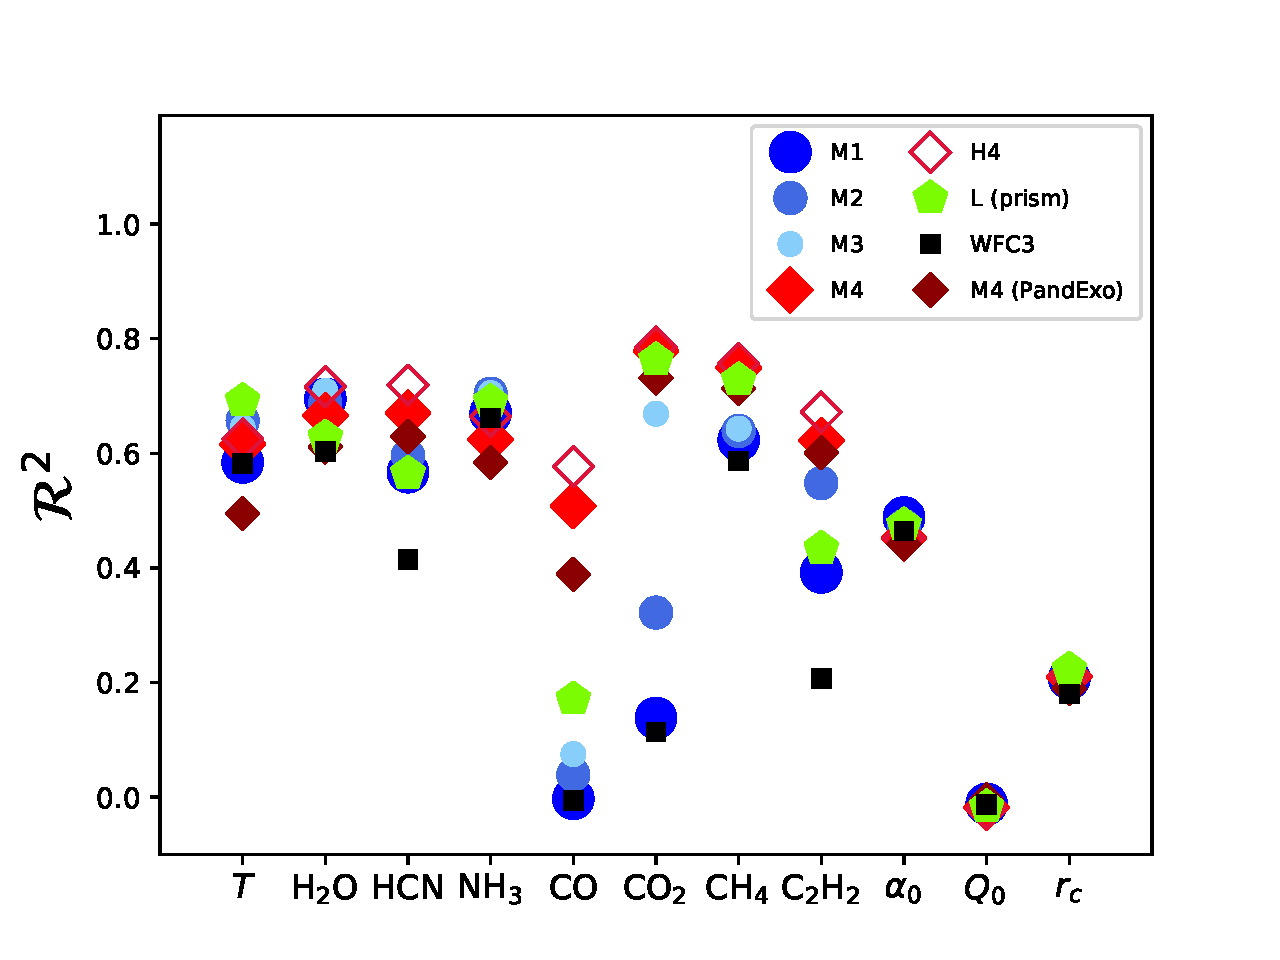 M1
M2
M3
M4
H4
L (prism)
WFC3
M4 (PandExo)
R²
1.0
0.8
0.6
0.4
0.2
0.0
T H₂O HCN NH₃ CO CO₂ CH₄ C₂H₂ α₀ Q₀ r_c